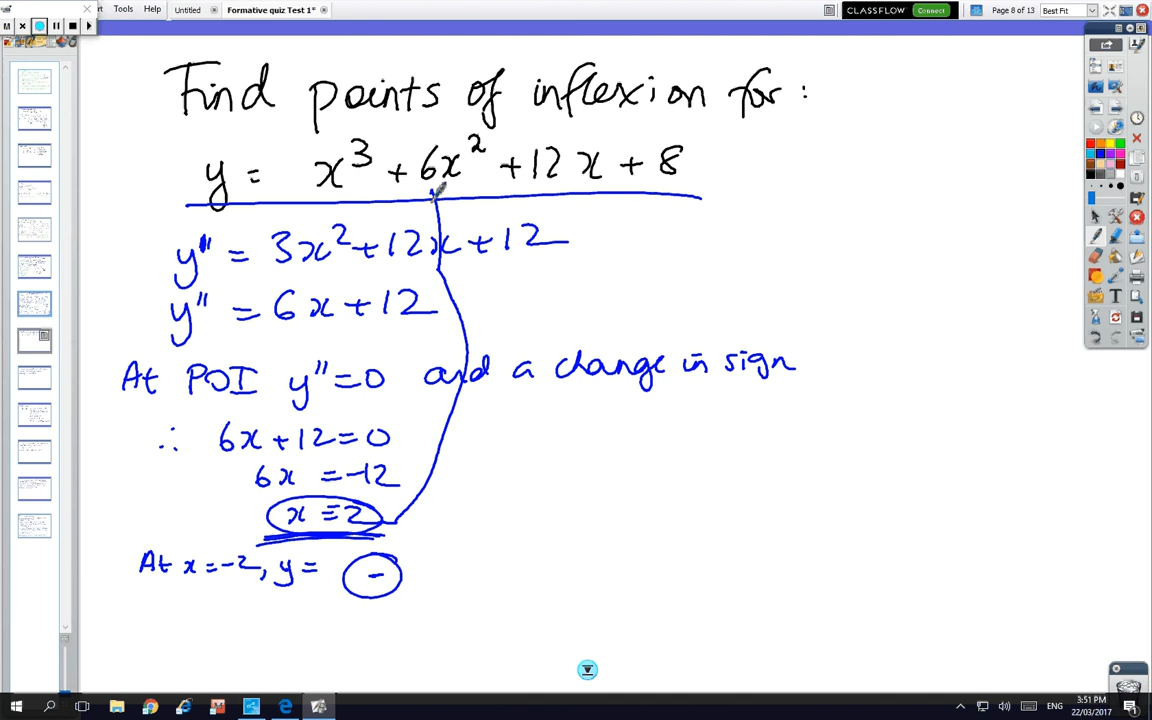 Tests Tools Help
Formative quiz Test 1*
CLASSFLOW Connect
Page 8 of 13
Best Fit
Find points of inflexion for:
y = x³ + 6x² + 12x + 8
y" = 3x² + 12x + 12
y" = 6x + 12
At POI y" = 0 and a change in sign
∴ 6x + 12 = 0
6x = -12
x = -2
At x = -2, y = -
ENG
3:51 PM
22/03/2017